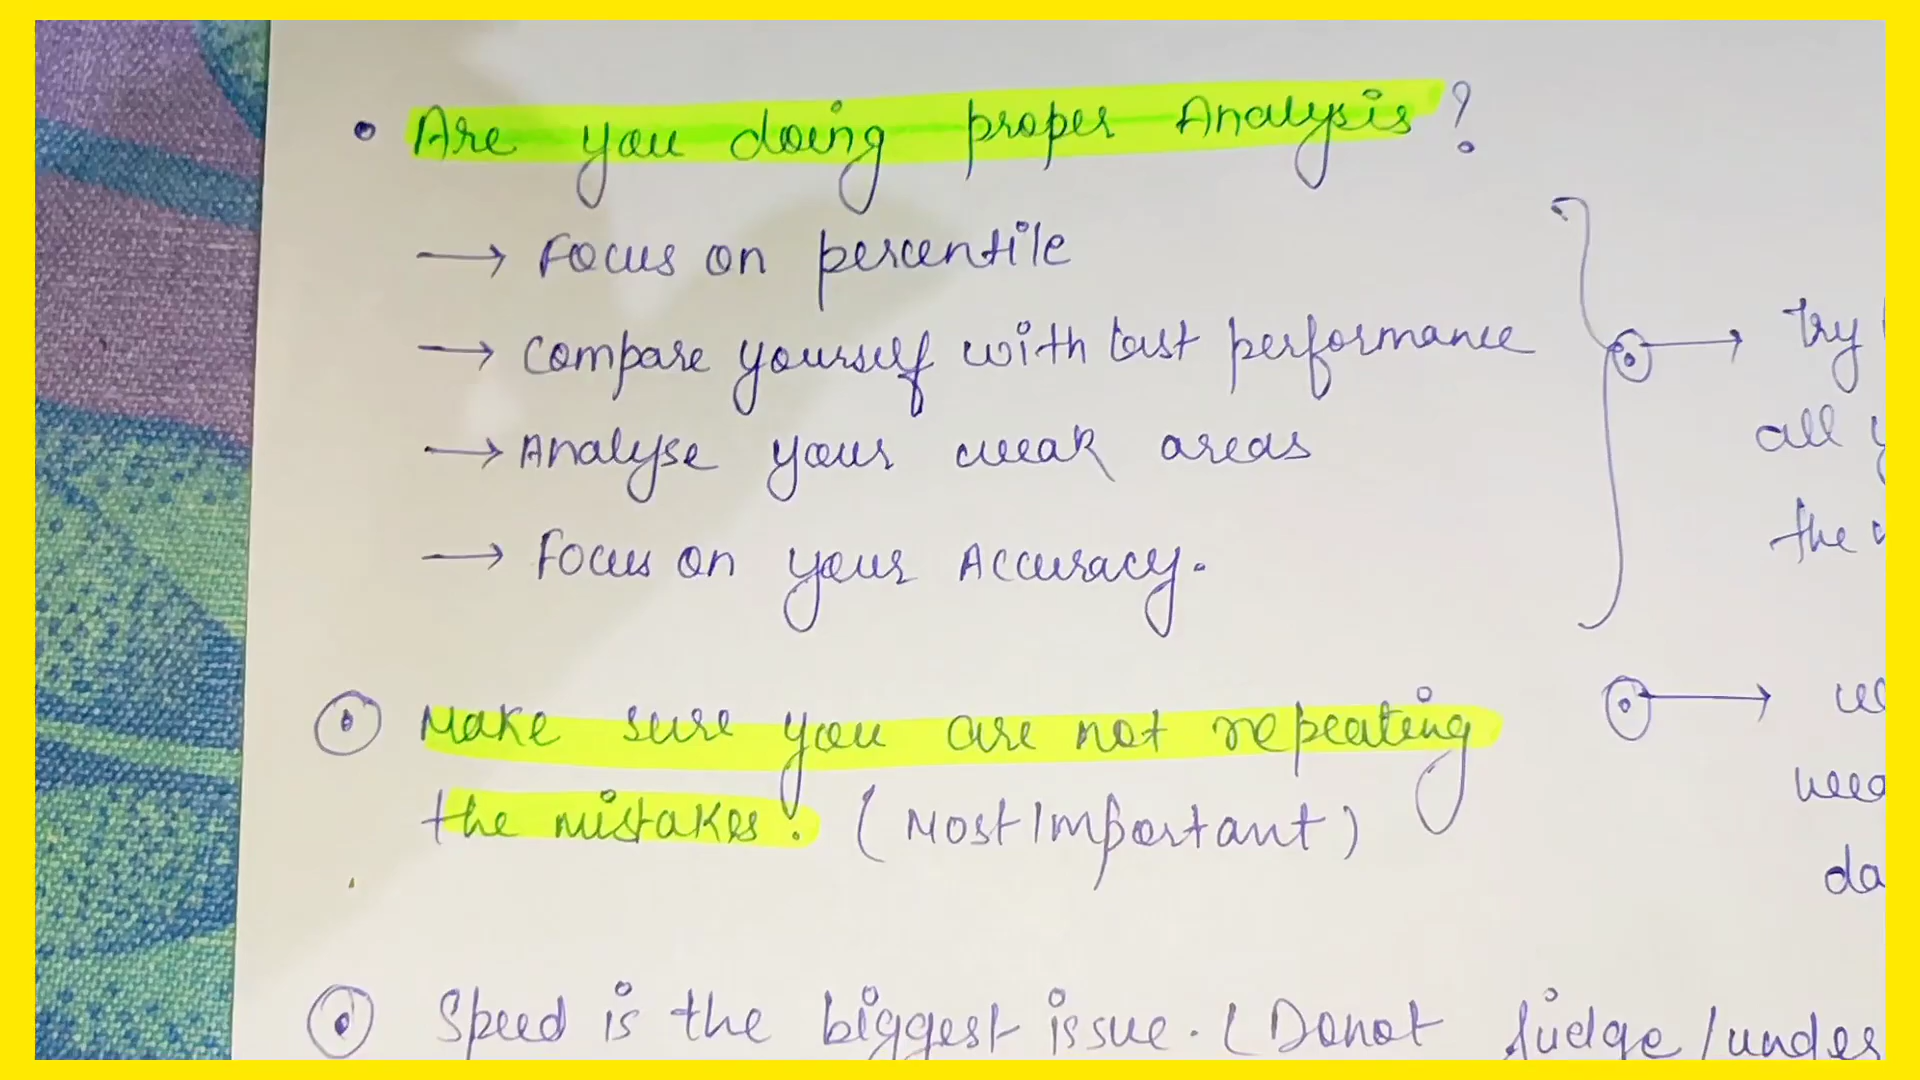 • Are you doing proper Analysis?
→ Focus on percentile
→ Compare yourself with last performance
→ Analyse your weak areas
→ Focus on your Accuracy.
→ try
all
the
Make sure you are not repeating
the mistakes. (Most Important)
→
da
Speed is the biggest issue. (Donot Judge/under